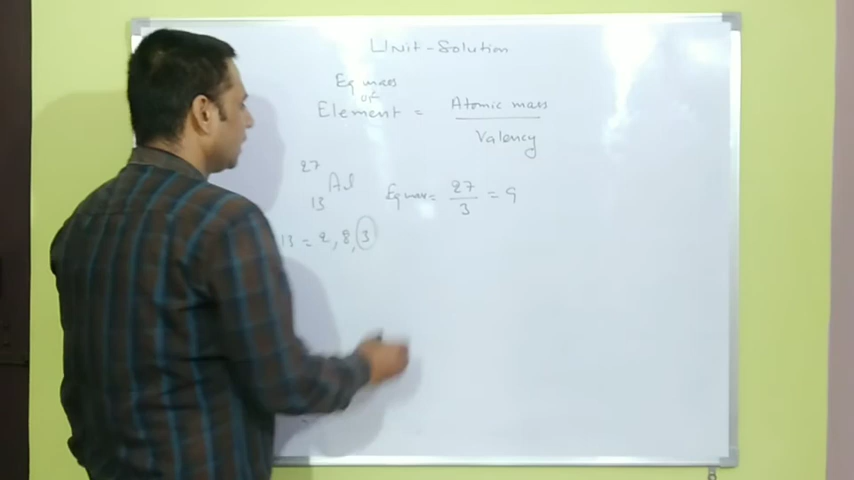 Unit-Solution
Eq mass
of
Element = Atomic mass
Valency
27
Al
13
Eq mass = 27
3
= 9
13 = 2, 8, 3